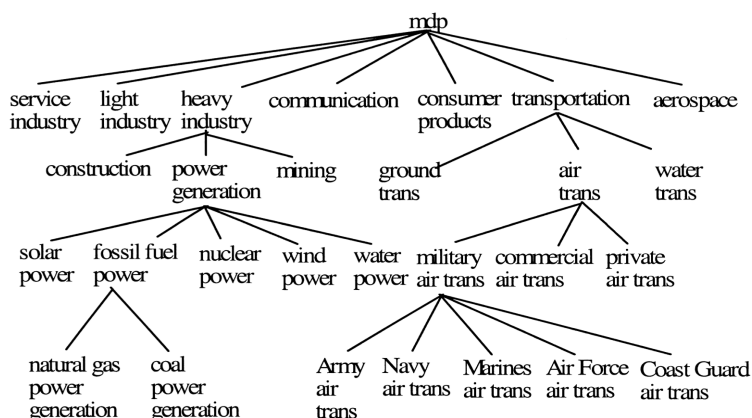 mdp
service
industry
light
industry
heavy
industry
communication
consumer
products
transportation
aerospace
construction
power
generation
mining
ground
trans
air
trans
water
trans
solar
power
fossil fuel
power
nuclear
power
wind
power
water
power
military
air trans
commercial
air trans
private
air trans
natural gas
power
generation
coal
power
generation
Army
air
trans
Navy
air trans
Marines
air trans
Air Force
air trans
Coast Guard
air trans